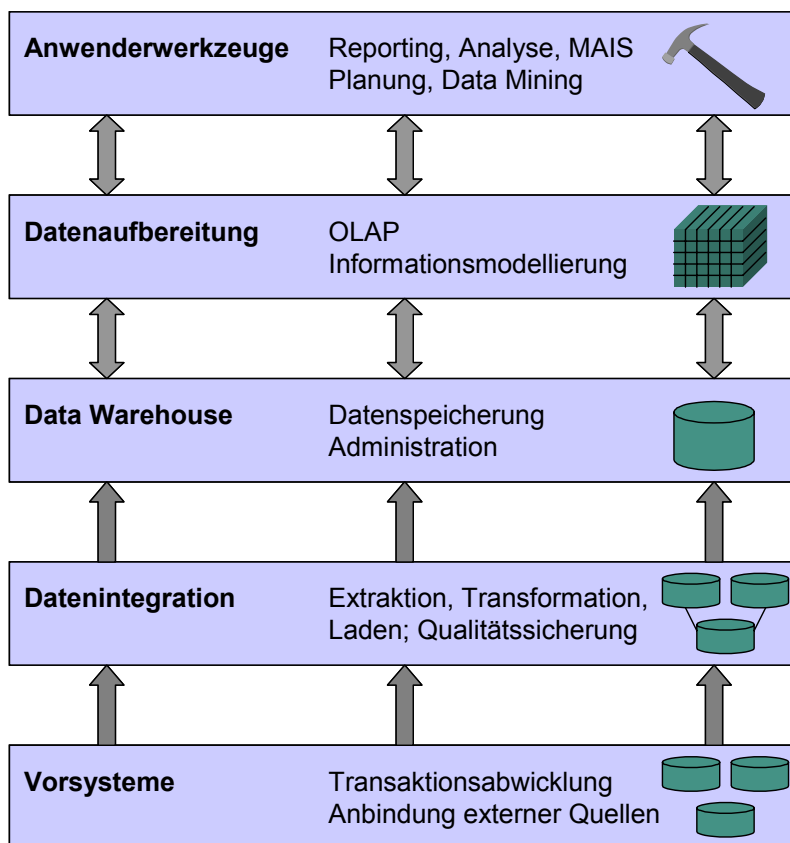 Anwenderwerkzeuge
Reporting, Analyse, MAIS
Planung, Data Mining
Datenaufbereitung
OLAP
Informationsmodellierung
Data Warehouse
Datenspeicherung
Administration
Datenintegration
Extraktion, Transformation,
Laden; Qualitätssicherung
Vorsysteme
Transaktionsabwicklung
Anbindung externer Quellen